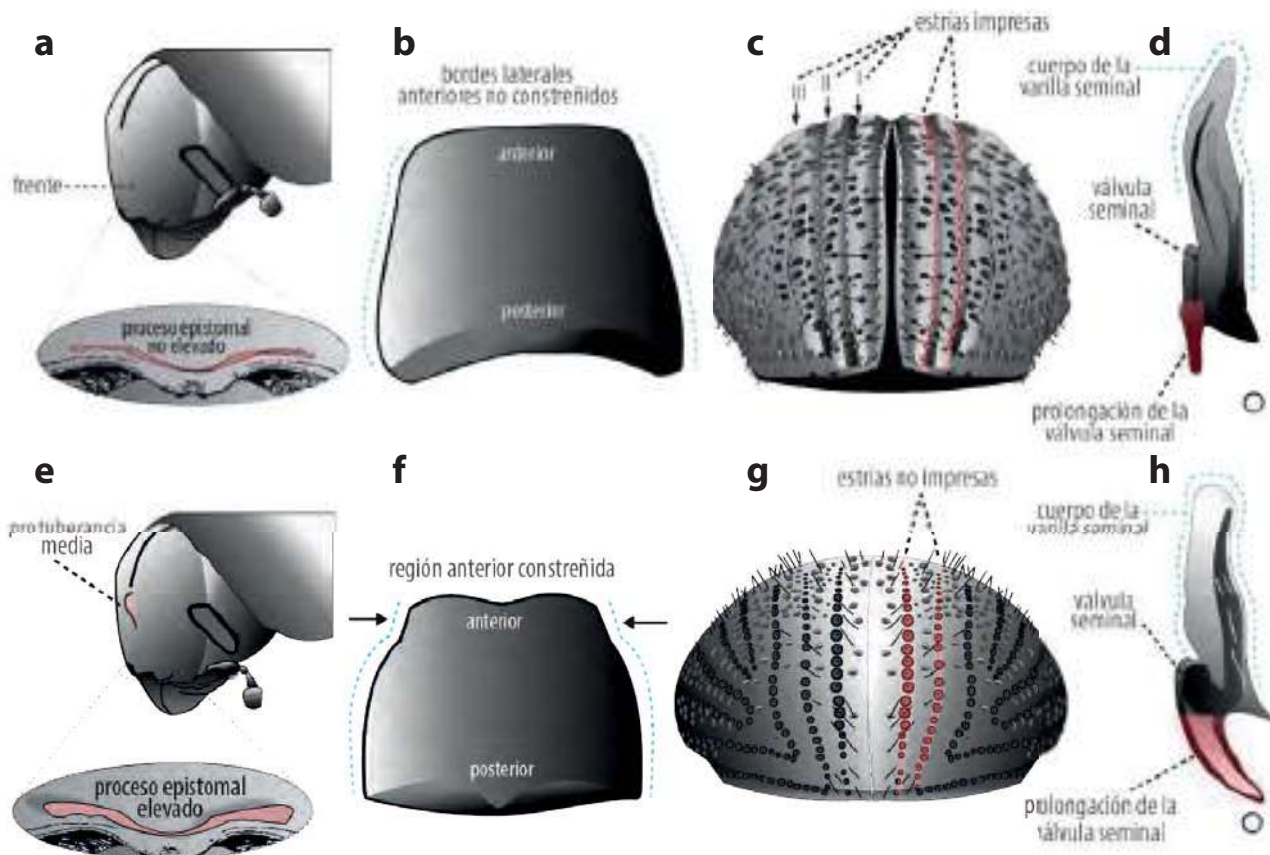 a
b
c
d
estrías impresas
bordes laterales
anteriores no constreñidos
III
II
I
cuerpo de la
varilla seminal
anterior
frente
válvula
seminal
posterior
proceso epistomal
no elevado
prolongación de la
válvula seminal
e
f
g
h
estrías no impresas
protuberancia
media
cuerpo de la
varilla seminal
región anterior constreñida
anterior
válvula
seminal
posterior
proceso epistomal
elevado
prolongación de la
válvula seminal